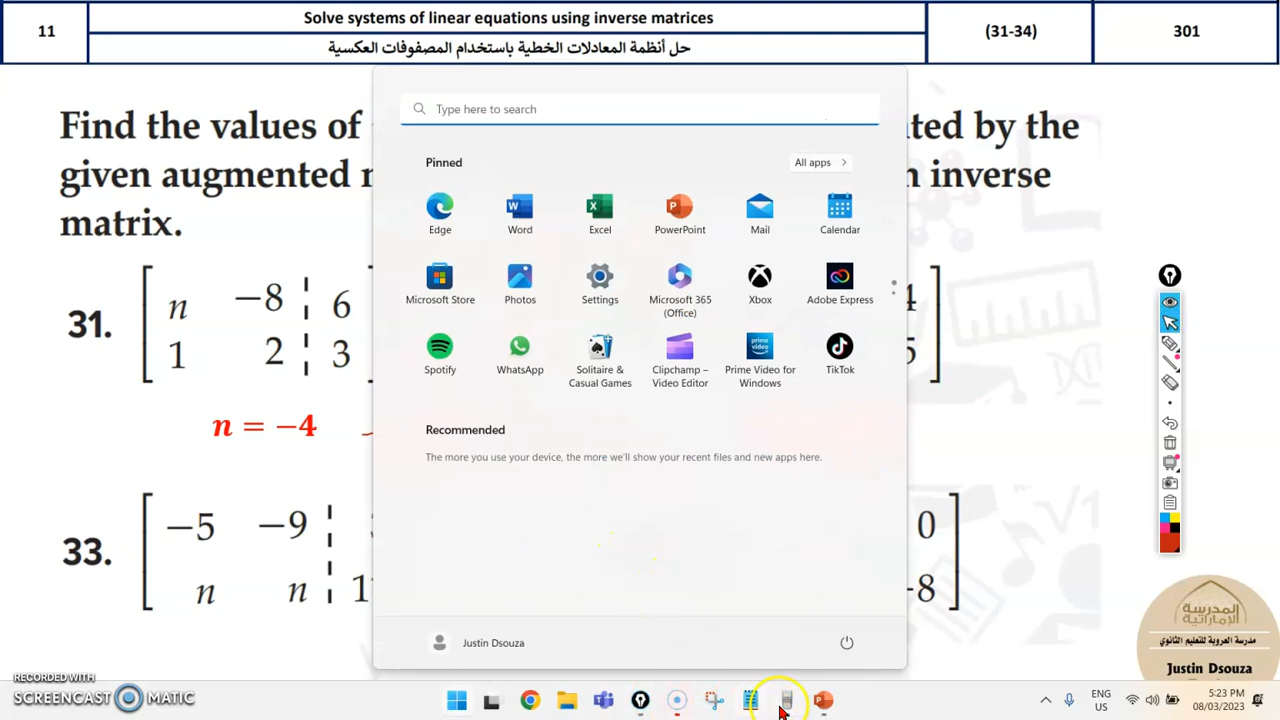 11
Solve systems of linear equations using inverse matrices
حل أنظمة المعادلات الخطية باستخدام المصفوفات العكسية
(31-34)
301
Find the values of
ted by the
given augmented
n inverse
matrix.
31.
n −8 6
1 2 3
n = −4
33.
−5 −9
n n 1
0
-8
Type here to search
Pinned
All apps
Edge
Word
Excel
PowerPoint
Mail
Calendar
Microsoft Store
Photos
Settings
Microsoft 365
(Office)
Xbox
Adobe Express
Spotify
WhatsApp
Solitaire &
Casual Games
Clipchamp –
Video Editor
Prime Video for
Windows
TikTok
prime
video
Recommended
The more you use your device, the more we'll show your recent files and new apps here.
Justin Dsouza
المدرسة
الإماراتية
مدرسة العروبة للتعليم الثانوي
Justin Dsouza
RECORDED WITH
SCREENCAST MATIC
ENG
US
5:23 PM
08/03/2023